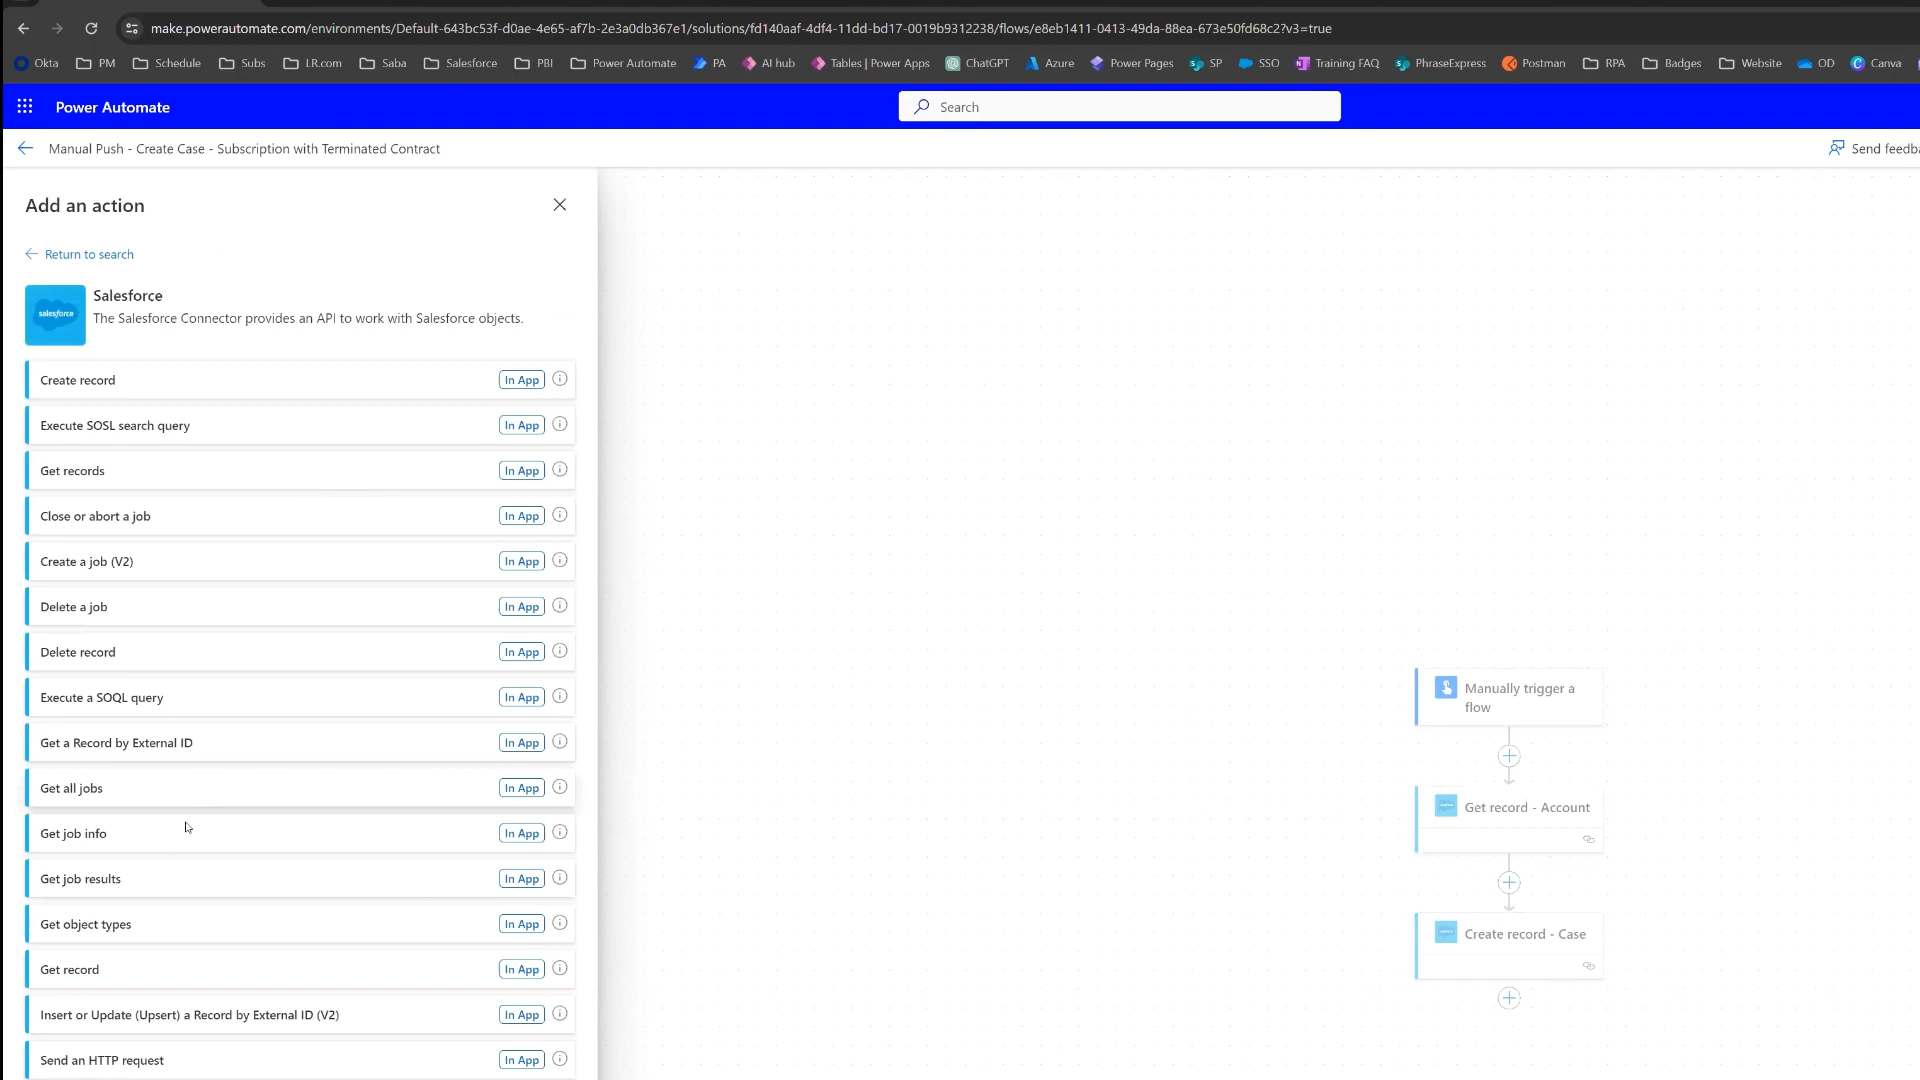 make.powerautomate.com/environments/Default-643bc53f-d0ae-4e65-af7b-2e3a0db367e1/solutions/fd140aaf-4df4-11dd-bd17-0019b9312238/flows/e8eb1411-0413-49da-88ea-673e50fd68c2?v3=true
Okta PM Schedule Subs LR.com Saba Salesforce PBI Power Automate PA AI hub Tables | Power Apps ChatGPT Azure Power Pages SP SSO Training FAQ PhraseExpress Postman RPA Badges Website OD Canva
Power Automate
Search
Manual Push - Create Case - Subscription with Terminated Contract
Send feedba
Add an action
Return to search
salesforce
Salesforce
The Salesforce Connector provides an API to work with Salesforce objects.
Create record In App
Execute SOSL search query In App
Get records In App
Close or abort a job In App
Create a job (V2) In App
Delete a job In App
Delete record In App
Execute a SOQL query In App
Get a Record by External ID In App
Get all jobs In App
Get job info In App
Get job results In App
Get object types In App
Get record In App
Insert or Update (Upsert) a Record by External ID (V2) In App
Send an HTTP request In App
Manually trigger a
flow
Get record - Account
Create record - Case